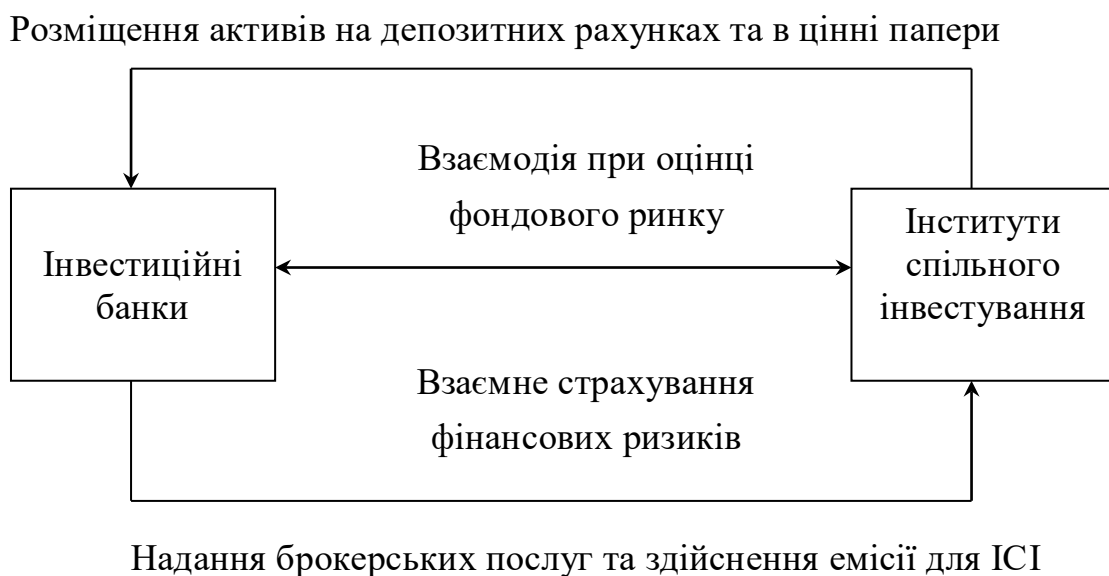 Розміщення активів на депозитних рахунках та в цінні папери
Взаємодія при оцінці
фондового ринку
Інвестиційні
банки
Інститути
спільного
інвестування
Взаємне страхування
фінансових ризиків
Надання брокерських послуг та здійснення емісії для ІСІ